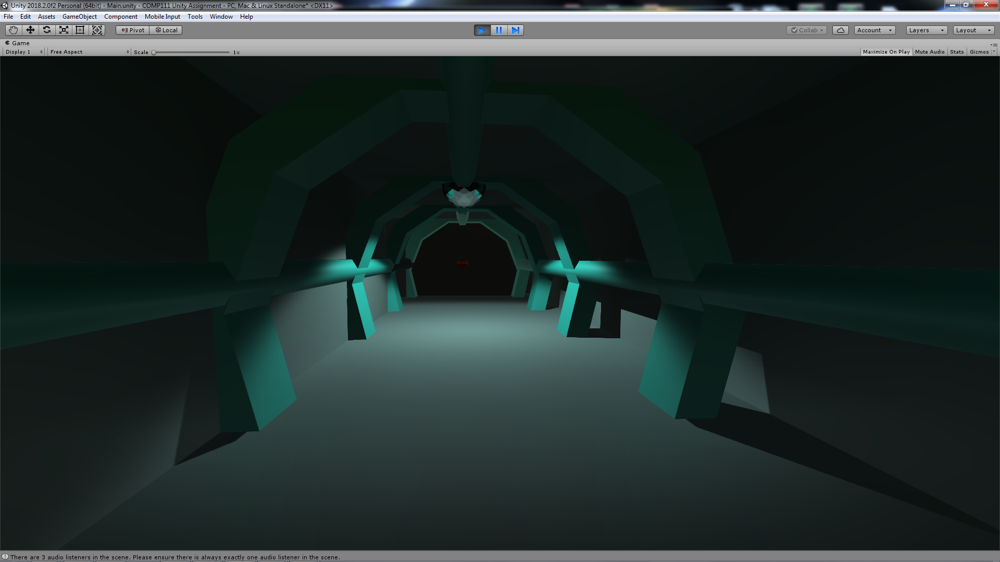 Unity 2018.2.0f2 Personal (64bit) - Main.unity - COMP111 Unity Assignment - PC, Mac & Linux Standalone* <DX11>
File Edit Assets GameObject Component Mobile Input Tools Window Help
Pivot Local Collab Account Layers Layout
Game
Display 1 Free Aspect Scale 1x Maximize On Play Mute Audio Stats Gizmos
There are 3 audio listeners in the scene. Please ensure there is always exactly one audio listener in the scene.